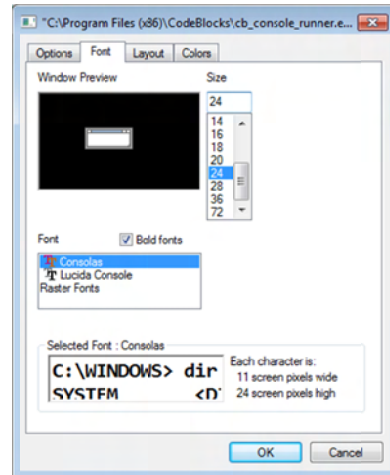 "C:\Program Files (x86)\CodeBlocks\cb_console_runner.e...
Options Font Layout Colors
Window Preview Size
24
14
16
18
20
24
28
36
72
Font Bold fonts
Consolas
Lucida Console
Raster Fonts
Selected Font : Consolas
C:\WINDOWS> dir
SYSTEM
Each character is:
11 screen pixels wide
24 screen pixels high
OK Cancel